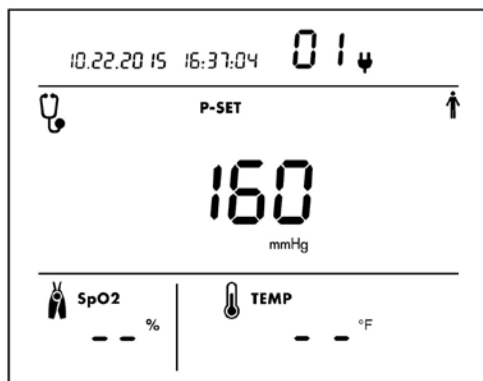 10.22.2015 16:37:04 01
P-SET
160
mmHg
SpO2 TEMP
-- % -- °F